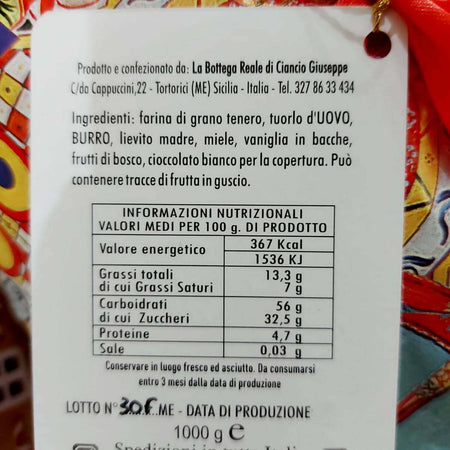 Prodotto e confezionato da: La Bottega Reale di Ciancio Giuseppe
C/da Cappuccini,22 - Tortorici (ME) Sicilia - Italia - Tel. 327 86 33 434
Ingredienti: farina di grano tenero, tuorlo d'UOVO,
BURRO, lievito madre, miele, vaniglia in bacche,
frutti di bosco, cioccolato bianco per la copertura. Può
contenere tracce di frutta in guscio.
INFORMAZIONI NUTRIZIONALI
VALORI MEDI PER 100 g. DI PRODOTTO
Valore energetico 367 Kcal
1536 KJ
Grassi totali 13,3 g
di cui Grassi Saturi 7 g
Carboidrati 56 g
di cui Zuccheri 32,5 g
Proteine 4,7 g
Sale 0,03 g
Conservare in luogo fresco ed asciutto. Da consumarsi
entro 3 mesi dalla data di produzione
LOTTO N° 30F ME - DATA DI PRODUZIONE
1000 g e
Spedizioni in tutta Italia